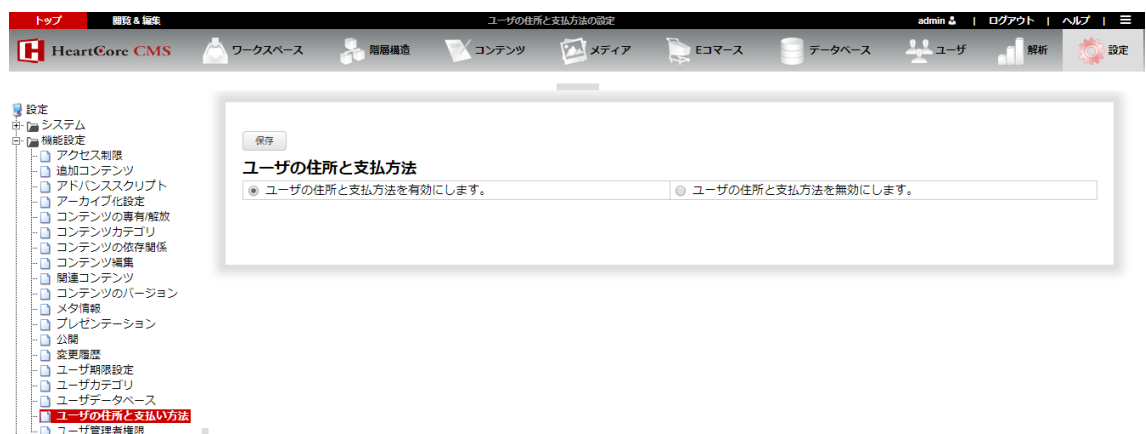 トップ 閲覧 & 編集 ユーザの住所と支払方法の設定 admin | ログアウト | ヘルプ |
HeartCore CMS ワークスペース 階層構造 コンテンツ メディア Eコマース データベース ユーザ 解析 設定
設定
システム
機能設定
アクセス制限
追加コンテンツ
アドバンススクリプト
アーカイブ化設定
コンテンツの専有/解放
コンテンツカテゴリ
コンテンツの依存関係
コンテンツ編集
関連コンテンツ
コンテンツのバージョン
メタ情報
プレゼンテーション
公開
変更履歴
ユーザ期限設定
ユーザカテゴリ
ユーザデータベース
ユーザの住所と支払い方法
ユーザ管理者権限
保存
ユーザの住所と支払方法
ユーザの住所と支払方法を有効にします。 ユーザの住所と支払方法を無効にします。